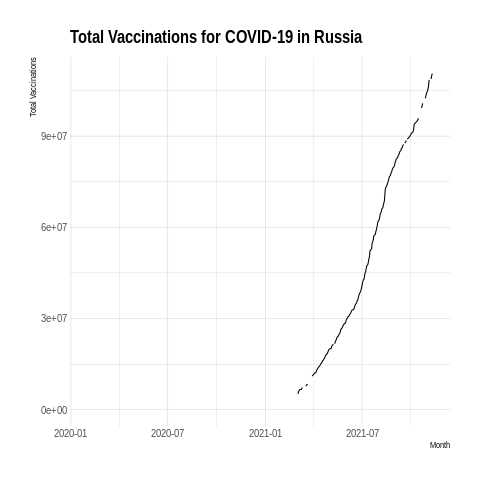 Total Vaccinations for COVID-19 in Russia
Total Vaccinations
9e+07
6e+07
3e+07
0e+00
2020-01
2020-07
2021-01
2021-07
Month